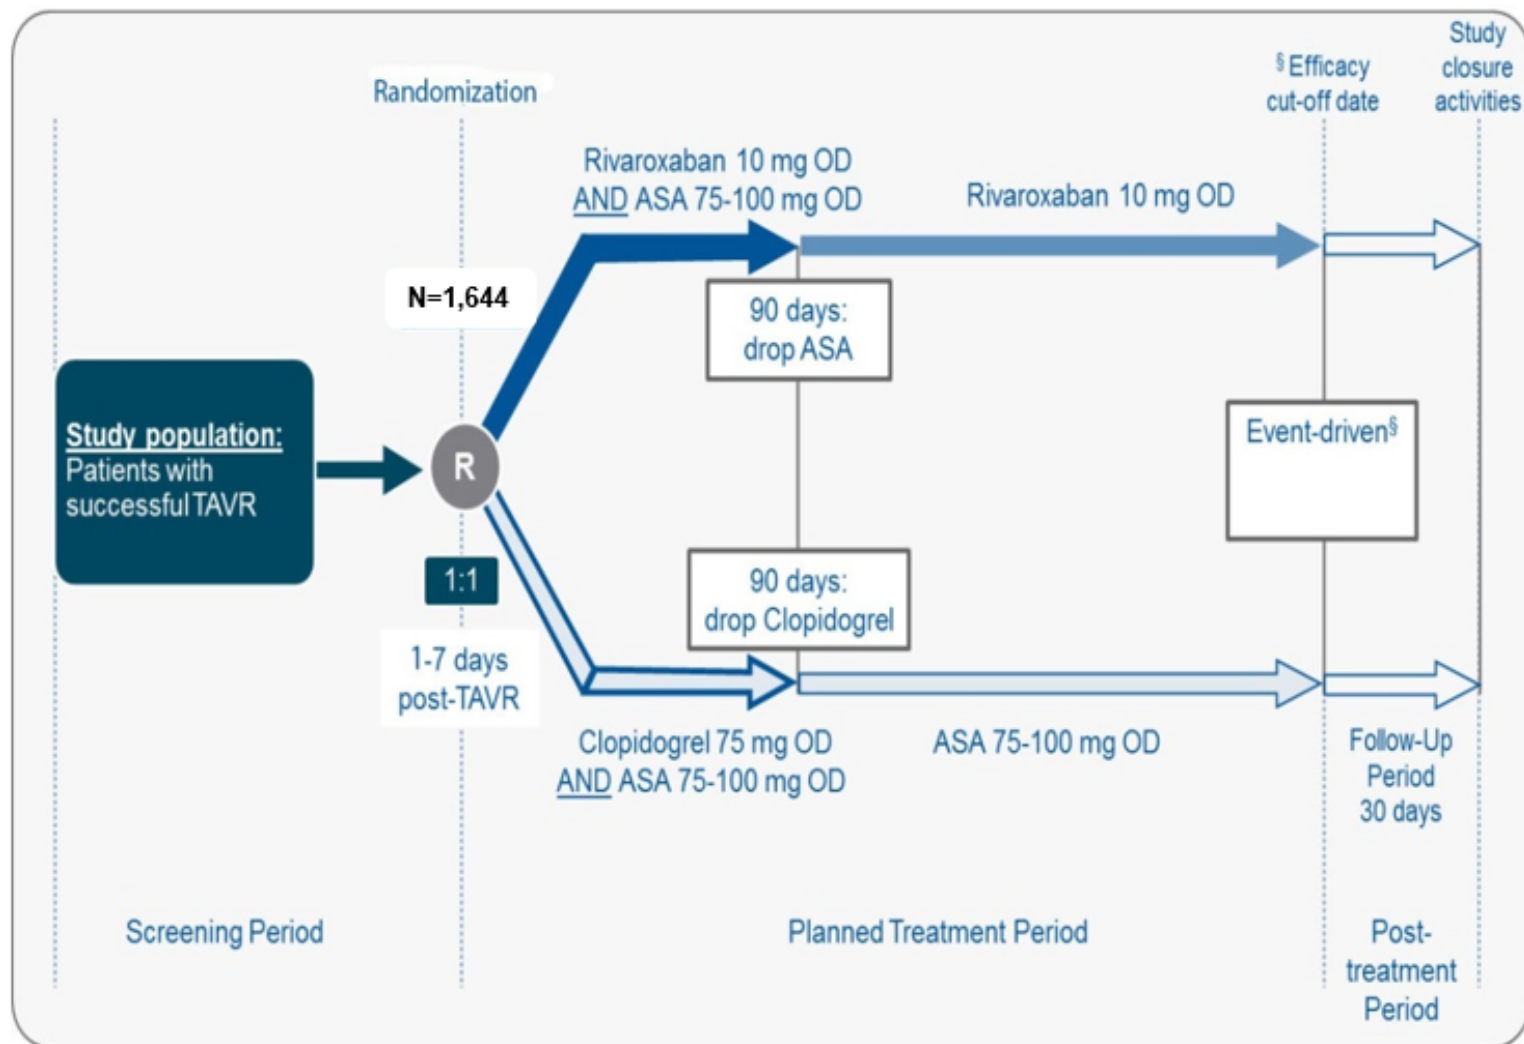 Randomization
§ Efficacy
cut-off date
Study
closure
activities
Rivaroxaban 10 mg OD
AND ASA 75-100 mg OD
Rivaroxaban 10 mg OD
N=1,644
90 days:
drop ASA
Study population:
Patients with
successful TAVR
R
Event-driven§
1:1
90 days:
drop Clopidogrel
1-7 days
post-TAVR
Clopidogrel 75 mg OD
AND ASA 75-100 mg OD
ASA 75-100 mg OD
Follow-Up
Period
30 days
Screening Period
Planned Treatment Period
Post-
treatment
Period